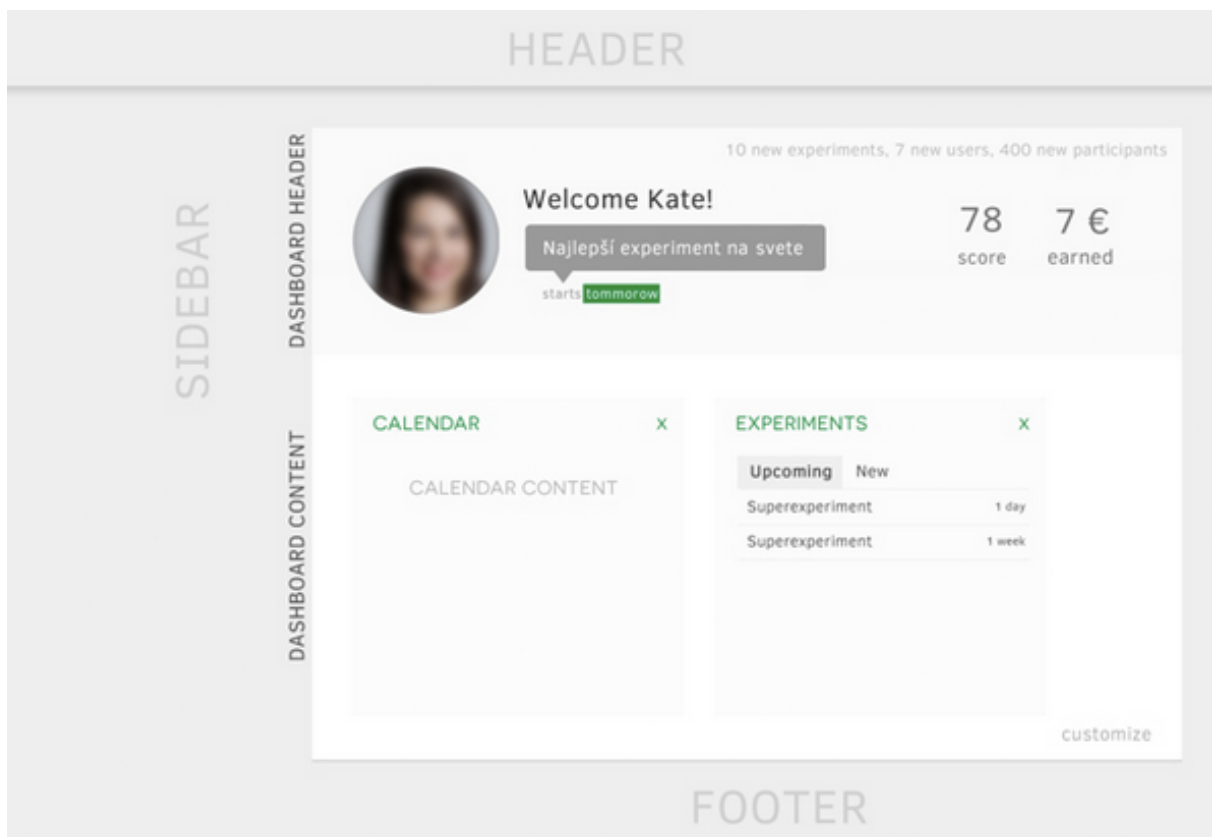 HEADER
SIDEBAR
DASHBOARD HEADER
10 new experiments, 7 new users, 400 new participants
Welcome Kate!
Najlepší experiment na svete
starts tommorow
78
score
7 €
earned
DASHBOARD CONTENT
CALENDAR x
CALENDAR CONTENT
EXPERIMENTS x
Upcoming New
Superexperiment 1 day
Superexperiment 1 week
customize
FOOTER